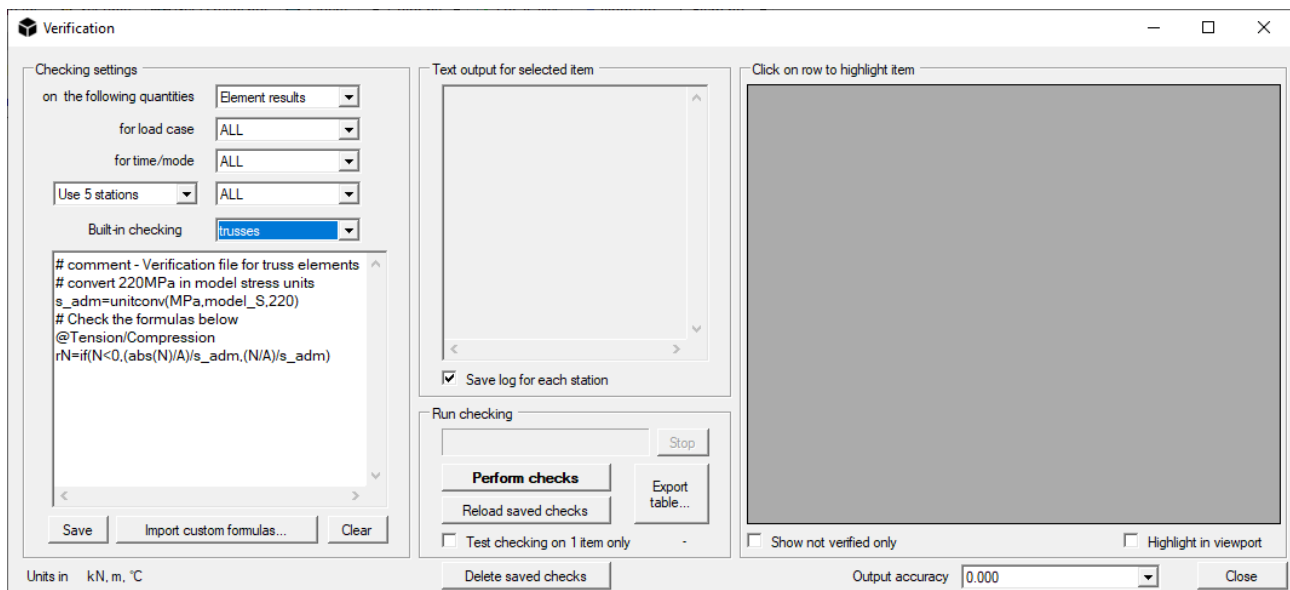 Verification
Checking settings
on the following quantities
Element results
for load case
ALL
for time/mode
ALL
Use 5 stations
ALL
Built-in checking
trusses
# comment - Verification file for truss elements
# convert 220MPa in model stress units
s_adm=unitconv(MPa,model_S,220)
# Check the formulas below
@Tension/Compression
rN=if(N<0,(abs(N)/A)/s_adm,(N/A)/s_adm)
Save
Import custom formulas...
Clear
Units in kN, m, °C
Text output for selected item
Save log for each station
Run checking
Stop
Perform checks
Reload saved checks
Export
table...
Test checking on 1 item only -
Delete saved checks
Click on row to highlight item
Show not verified only
Highlight in viewport
Output accuracy
0.000
Close